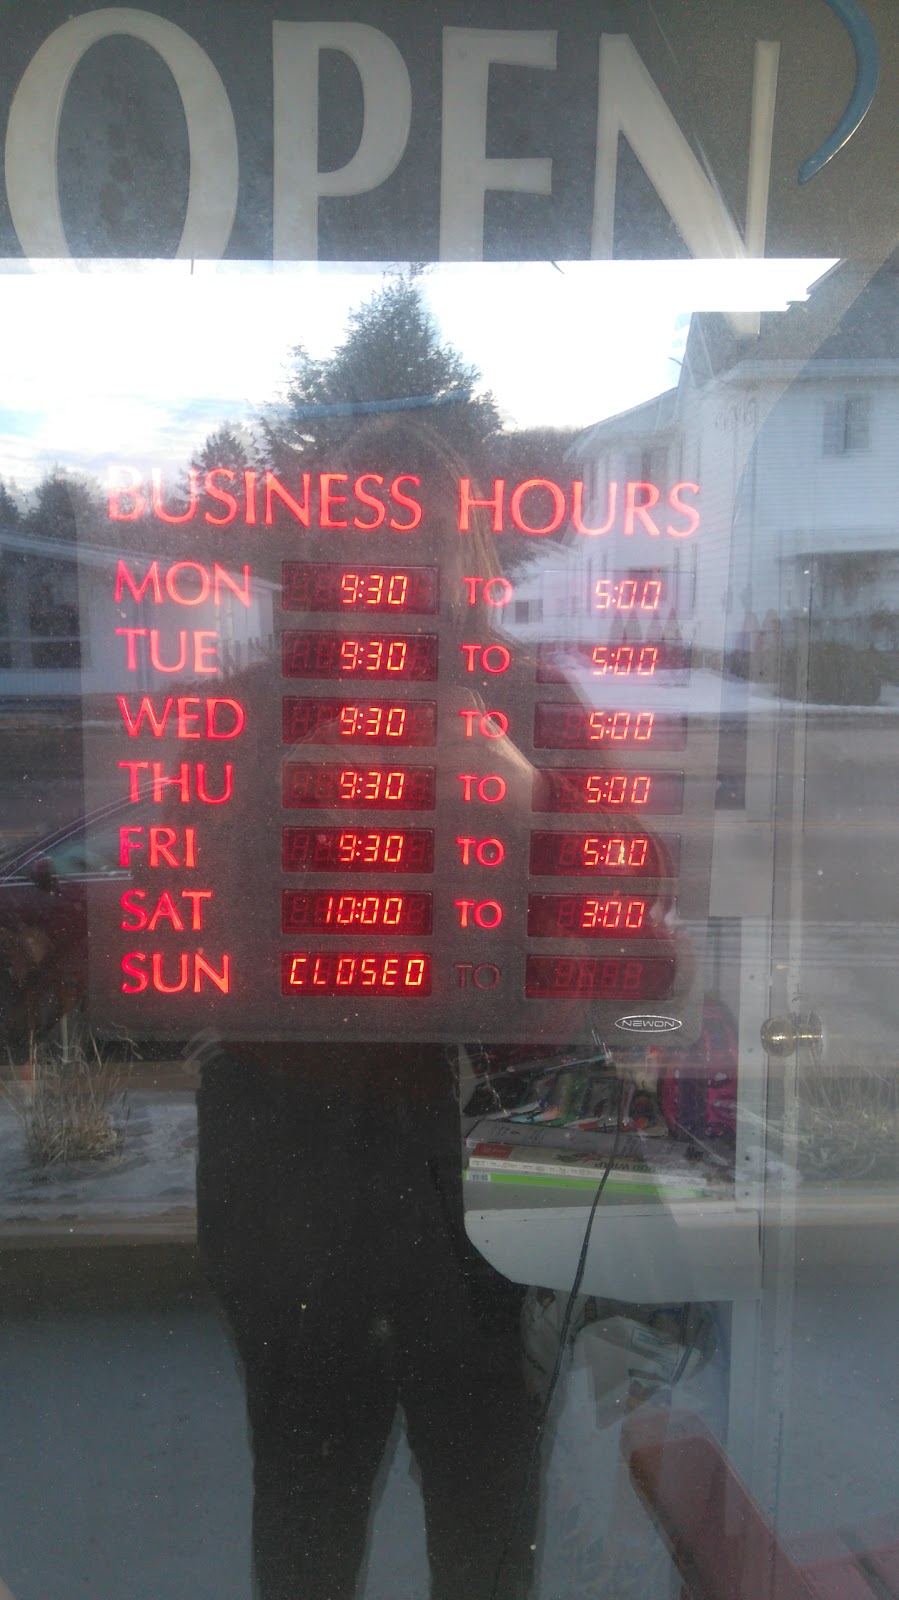 OPEN
BUSINESS HOURS
MON 9:30 TO 5:00
TUE 9:30 TO 5:00
WED 9:30 TO 5:00
THU 9:30 TO 5:00
FRI 9:30 TO 5:00
SAT 10:00 TO 3:00
SUN CLOSED TO
NEWON